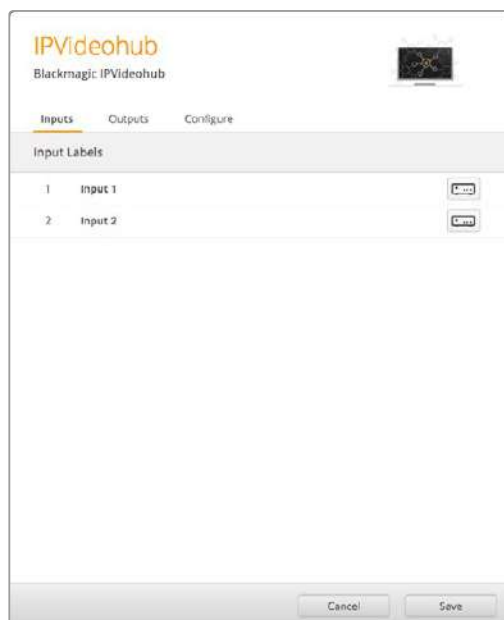 IPVideohub
Blackmagic IPVideohub
Inputs Outputs Configure
Input Labels
1 Input 1
2 Input 2
Cancel Save